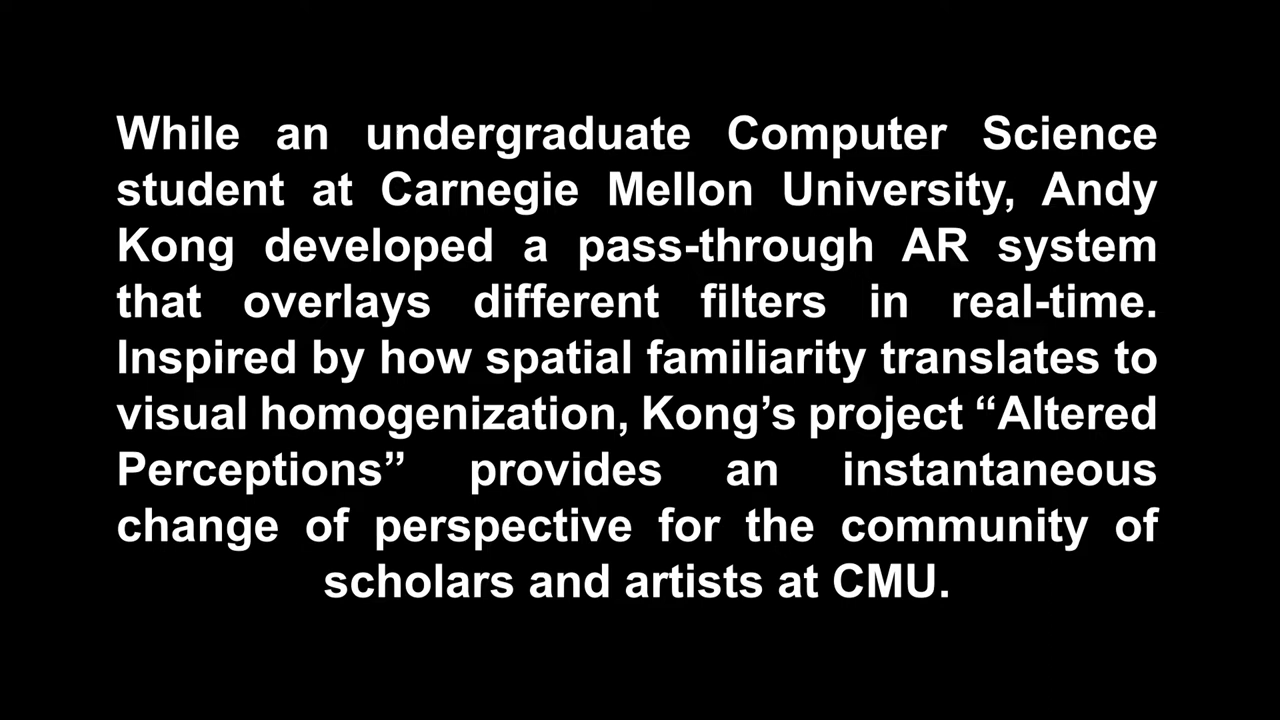 While an undergraduate Computer Science
student at Carnegie Mellon University, Andy
Kong developed a pass-through AR system
that overlays different filters in real-time.
Inspired by how spatial familiarity translates to
visual homogenization, Kong’s project “Altered
Perceptions” provides an instantaneous
change of perspective for the community of
scholars and artists at CMU.